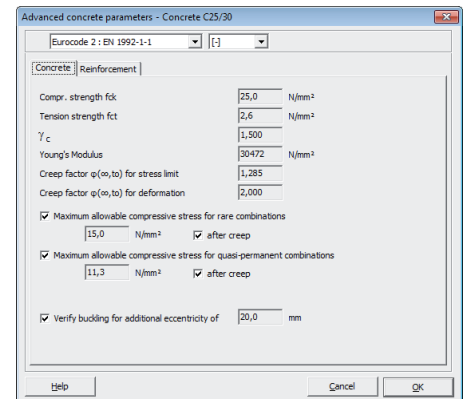 Advanced concrete parameters - Concrete C25/30
Eurocode 2 : EN 1992-1-1 [-]
Concrete Reinforcement
Compr. strength fck 25,0 N/mm²
Tension strength fct 2,6 N/mm²
γc 1,500
Young's Modulus 30472 N/mm²
Creep factor φ(∞,to) for stress limit 1,285
Creep factor φ(∞,to) for deformation 2,000
Maximum allowable compressive stress for rare combinations
15,0 N/mm² after creep
Maximum allowable compressive stress for quasi-permanent combinations
11,3 N/mm² after creep
Verify buckling for additional eccentricity of 20,0 mm
Help Cancel OK